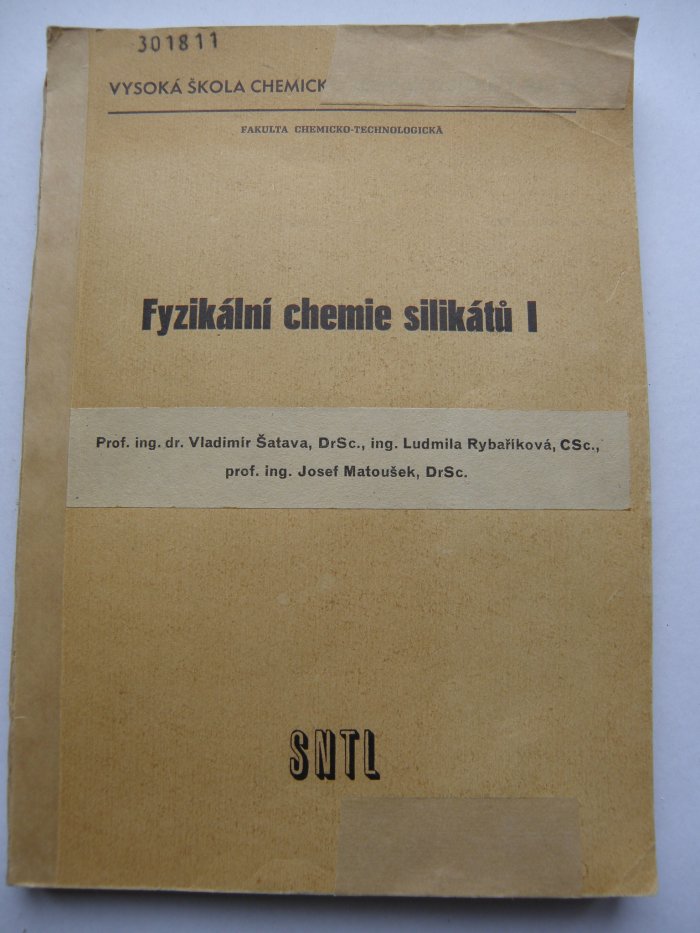 301811
VYSOKÁ ŠKOLA CHEMICK
FAKULTA CHEMICKO-TECHNOLOGICKÁ
Fyzikální chemie silikátů I
Prof. ing. dr. Vladimír Šatava, DrSc., ing. Ludmila Rybaříková, CSc.,
prof. ing. Josef Matoušek, DrSc.
SNTL